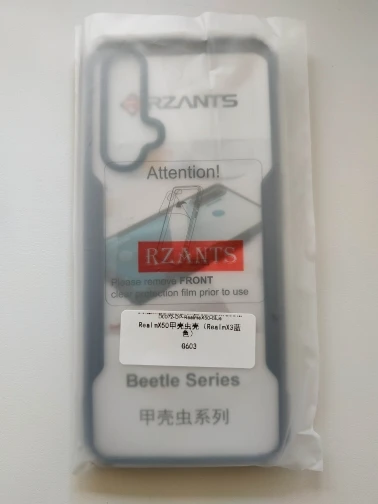 RZANTS
Attention!
RZANTS
Please remove FRONT
clear protection film prior to use
RealmX50甲壳虫壳（RealmX3蓝
色）
G603
Beetle Series
甲壳虫系列